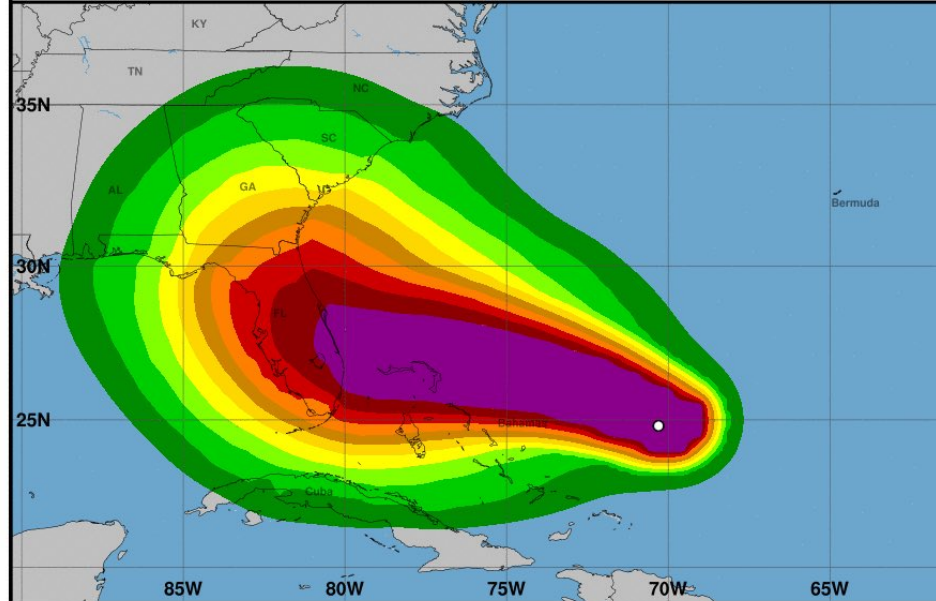 KY
TN
NC
35N
SC
GA
AL
Bermuda
30N
FL
25N
Bahamas
Cuba
85W 80W 75W 70W 65W